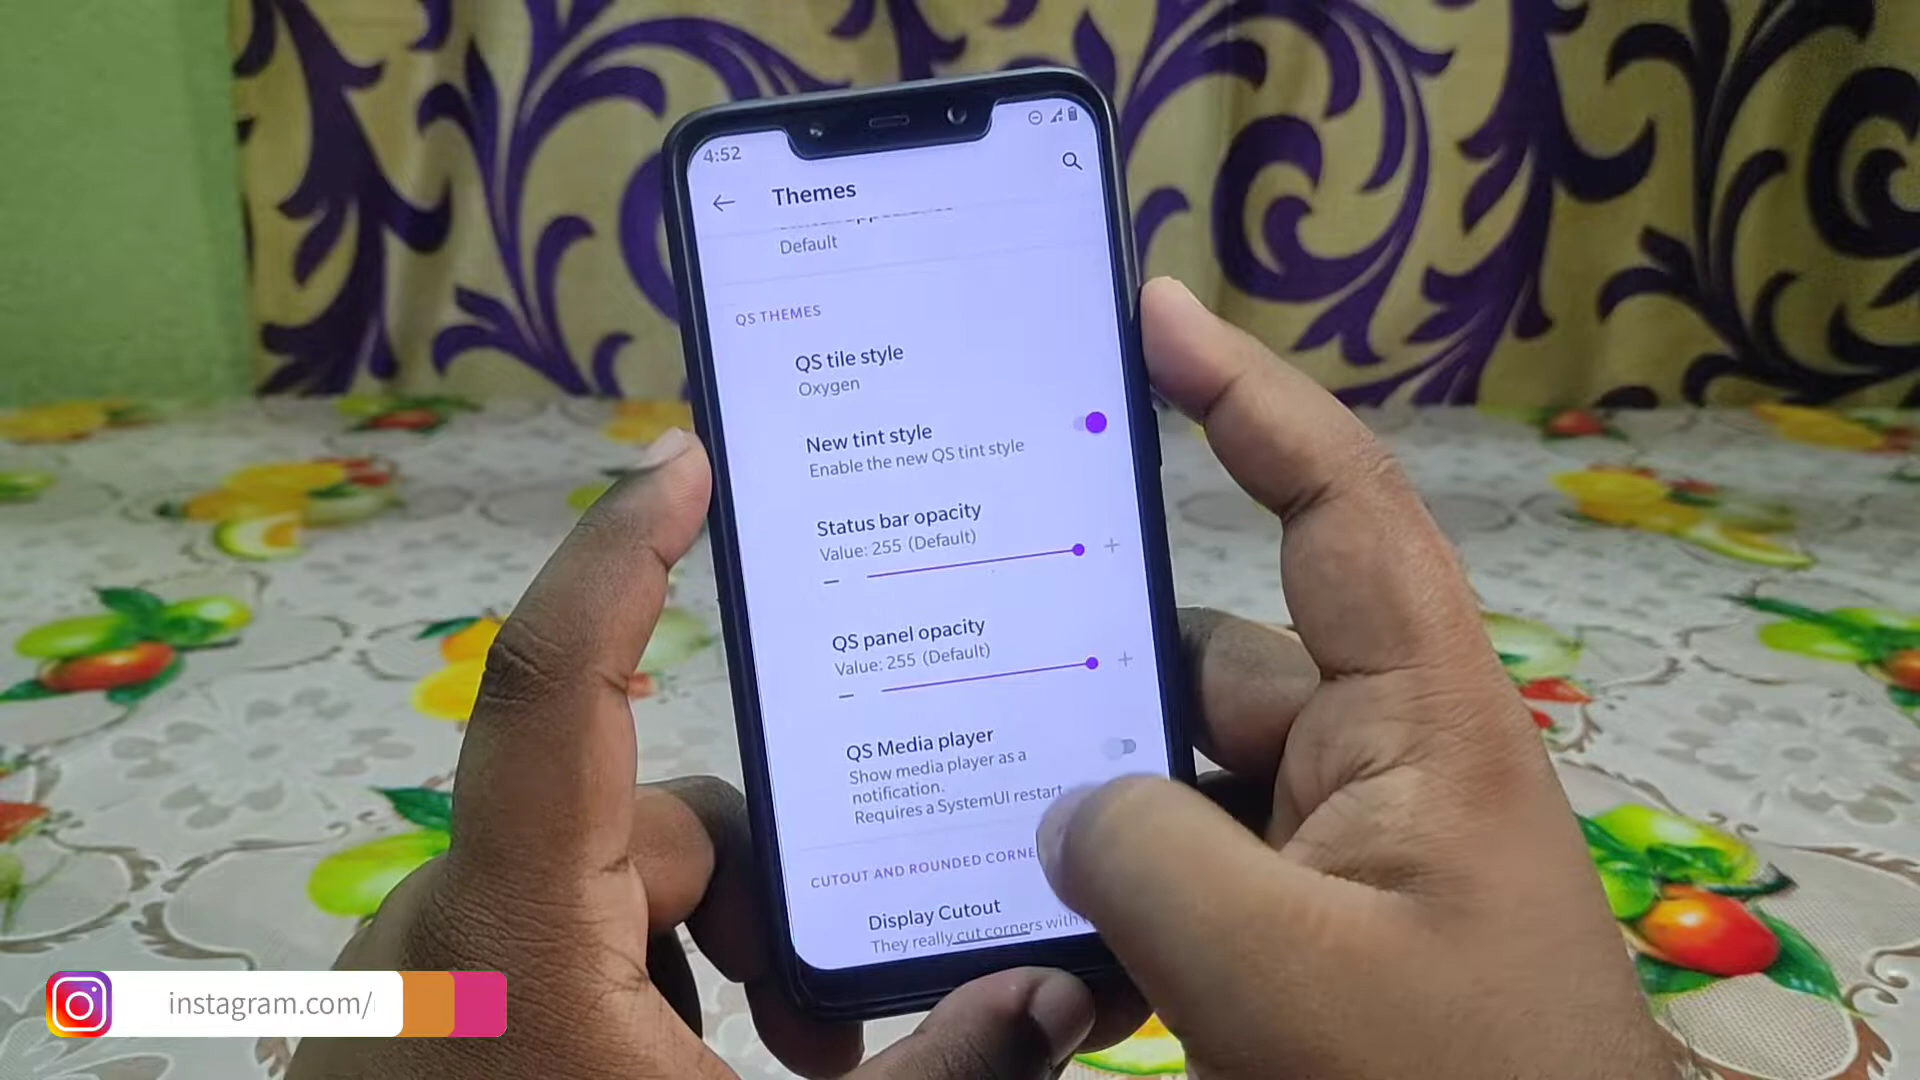 4:52
Themes
Default
QS THEMES
QS tile style
Oxygen
New tint style
Enable the new QS tint style
Status bar opacity
Value: 255 (Default)
QS panel opacity
Value: 255 (Default)
QS Media player
Show media player as a
notification.
Requires a SystemUI restart
CUTOUT AND ROUNDED CORNE
Display Cutout
They really cut corners with
instagram.com/